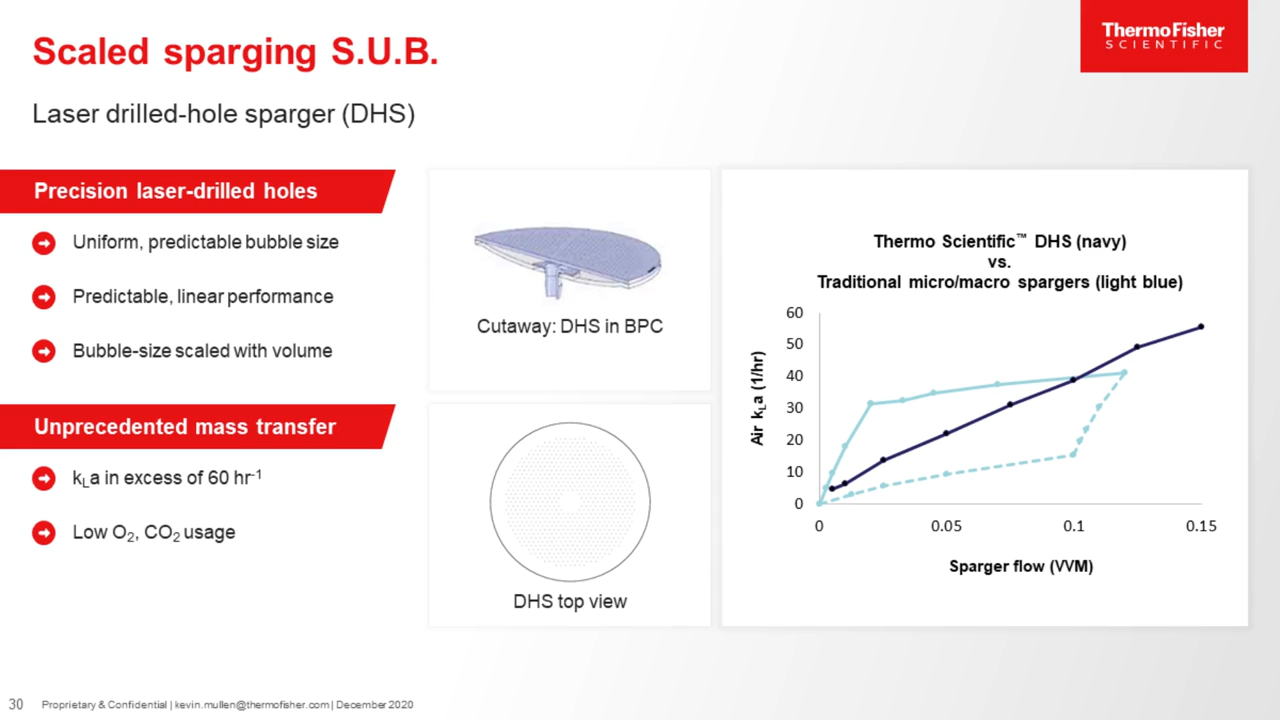 Scaled sparging S.U.B.
ThermoFisher
SCIENTIFIC
Laser drilled-hole sparger (DHS)
Precision laser-drilled holes
Uniform, predictable bubble size
Predictable, linear performance
Bubble-size scaled with volume
Unprecedented mass transfer
kLa in excess of 60 hr-1
Low O2, CO2 usage
Cutaway: DHS in BPC
DHS top view
Thermo Scientific™ DHS (navy)
vs.
Traditional micro/macro spargers (light blue)
Air kLa (1/hr)
60
50
40
30
20
10
0
0 0.05 0.1 0.15
Sparger flow (VVM)
30 Proprietary & Confidential | kevin.mullen@thermofisher.com | December 2020